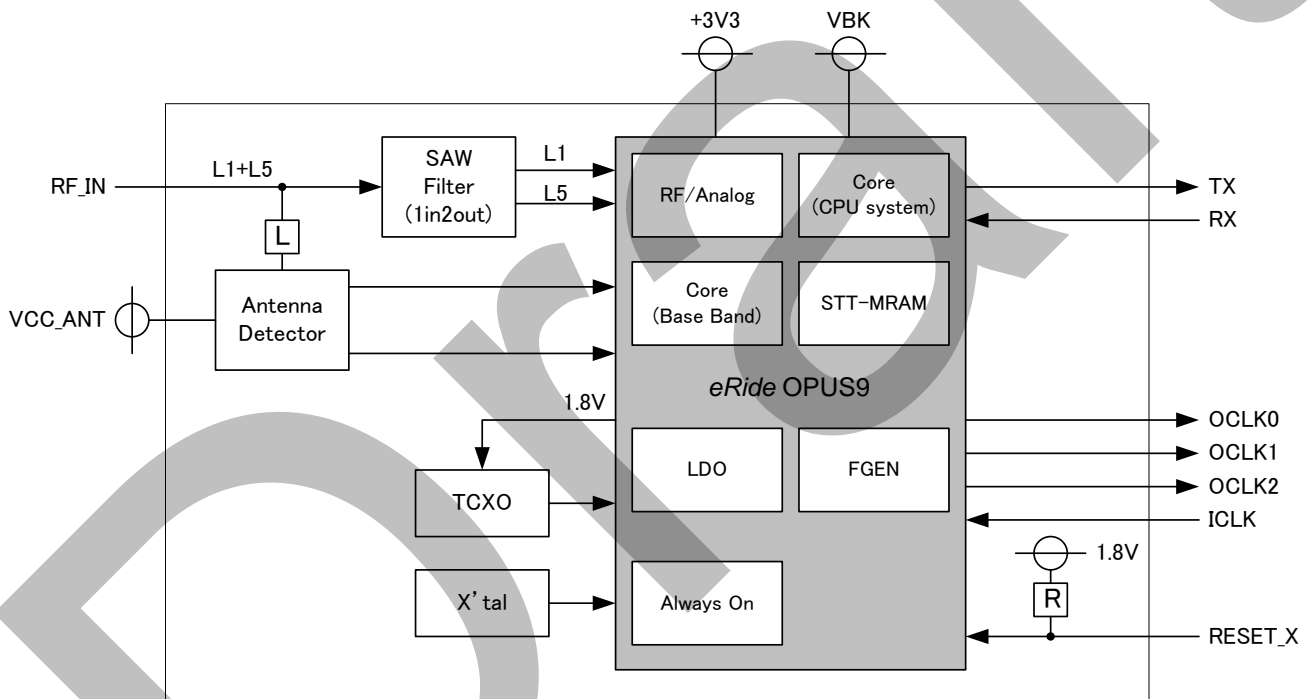 +3V3
VBK
RF_IN
L1+L5
SAW
Filter
(1in2out)
L1
L5
RF/Analog
Core
(CPU system)
TX
RX
L
VCC_ANT
Antenna
Detector
Core
(Base Band)
STT-MRAM
eRide OPUS9
1.8V
TCXO
LDO
FGEN
OCLK0
OCLK1
OCLK2
ICLK
1.8V
X'tal
Always On
R
RESET_X